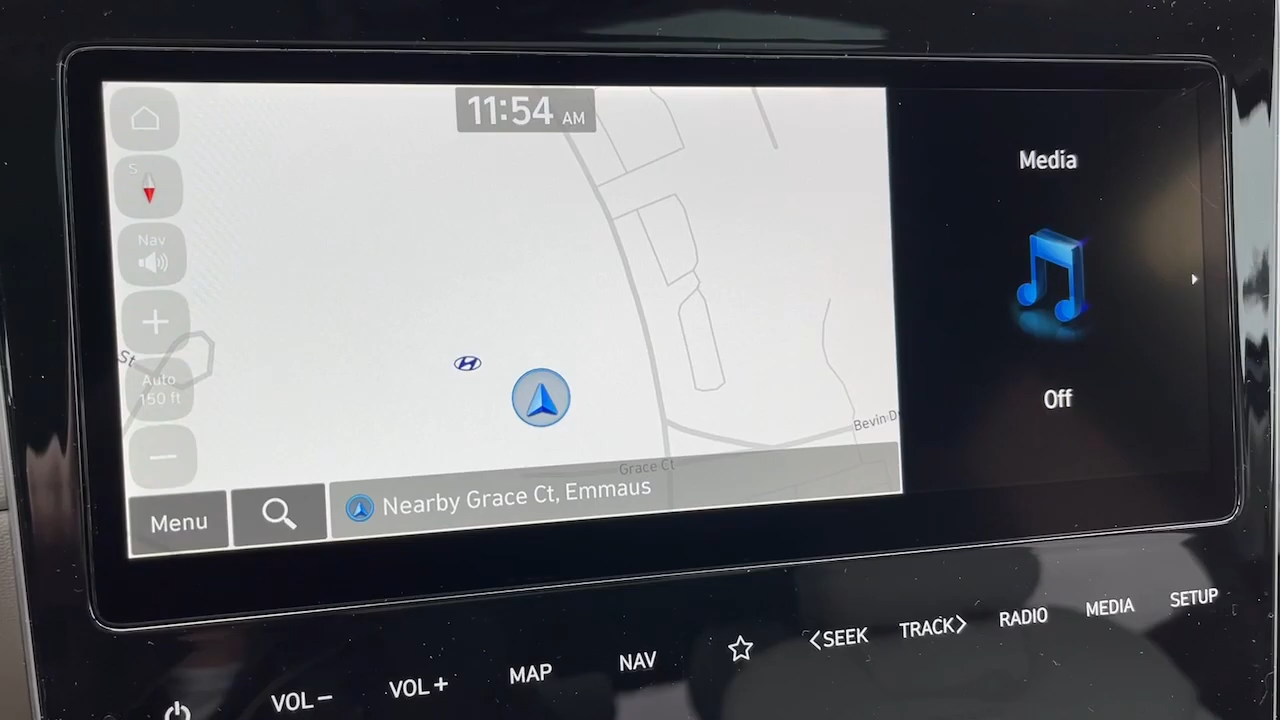 11:54 AM
S
Nav
St
Auto
150 ft
Bevin D
Grace Ct
Nearby Grace Ct, Emmaus
Menu
Media
Off
VOL –
VOL +
MAP
NAV
<SEEK
TRACK>
RADIO
MEDIA
SETUP